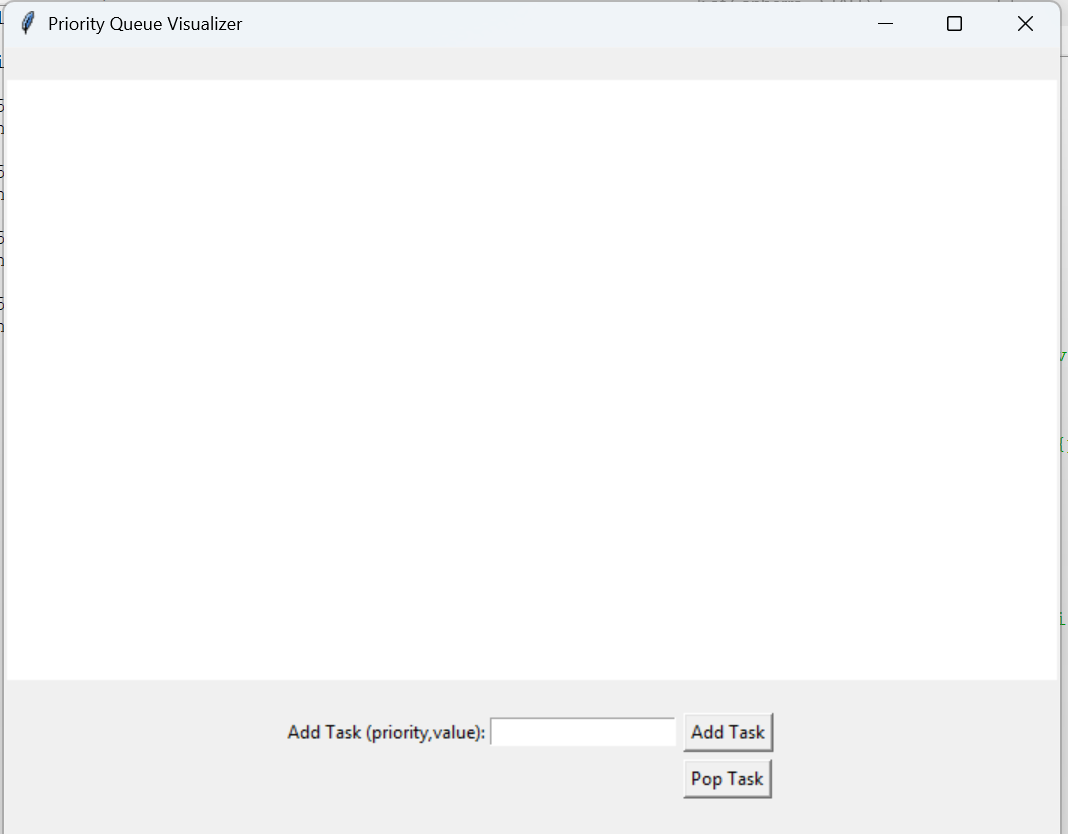 Priority Queue Visualizer
Add Task (priority,value):
Add Task
Pop Task